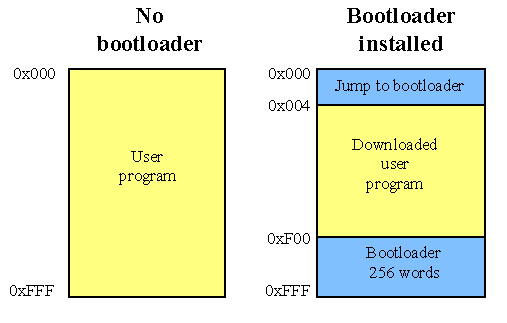 No
bootloader
0x000
User
program
0xFFF
Bootloader
installed
0x000
Jump to bootloader
0x004
Downloaded
user
program
0xF00
Bootloader
256 words
0xFFF